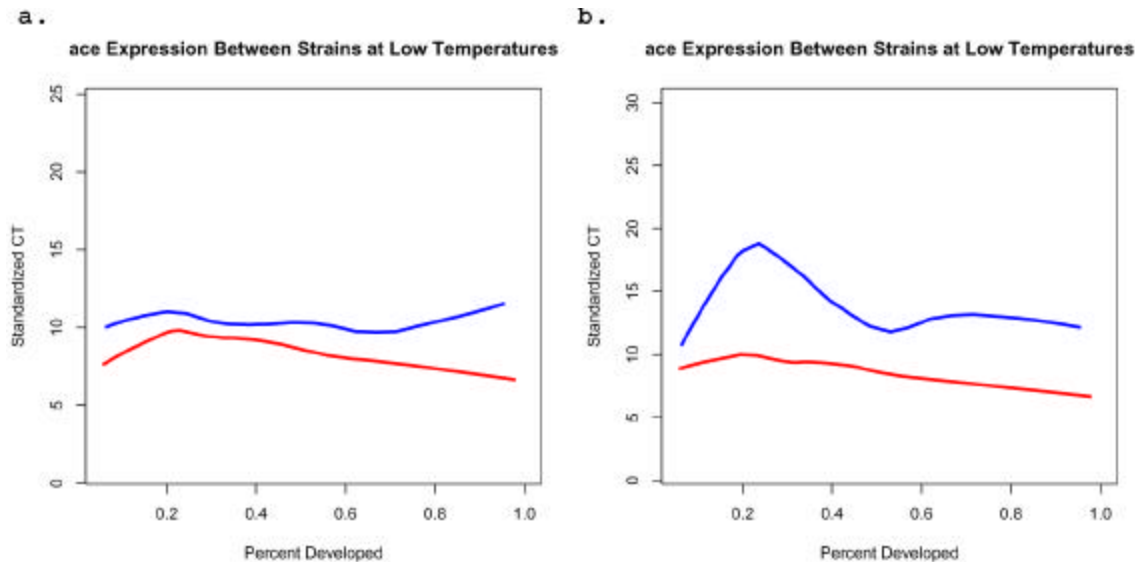 a.
ace Expression Between Strains at Low Temperatures
25
20
15
10
5
0
Standardized CT
0.2 0.4 0.6 0.8 1.0
Percent Developed
b.
ace Expression Between Strains at Low Temperatures
30
25
20
15
10
5
0
Standardized CT
0.2 0.4 0.6 0.8 1.0
Percent Developed